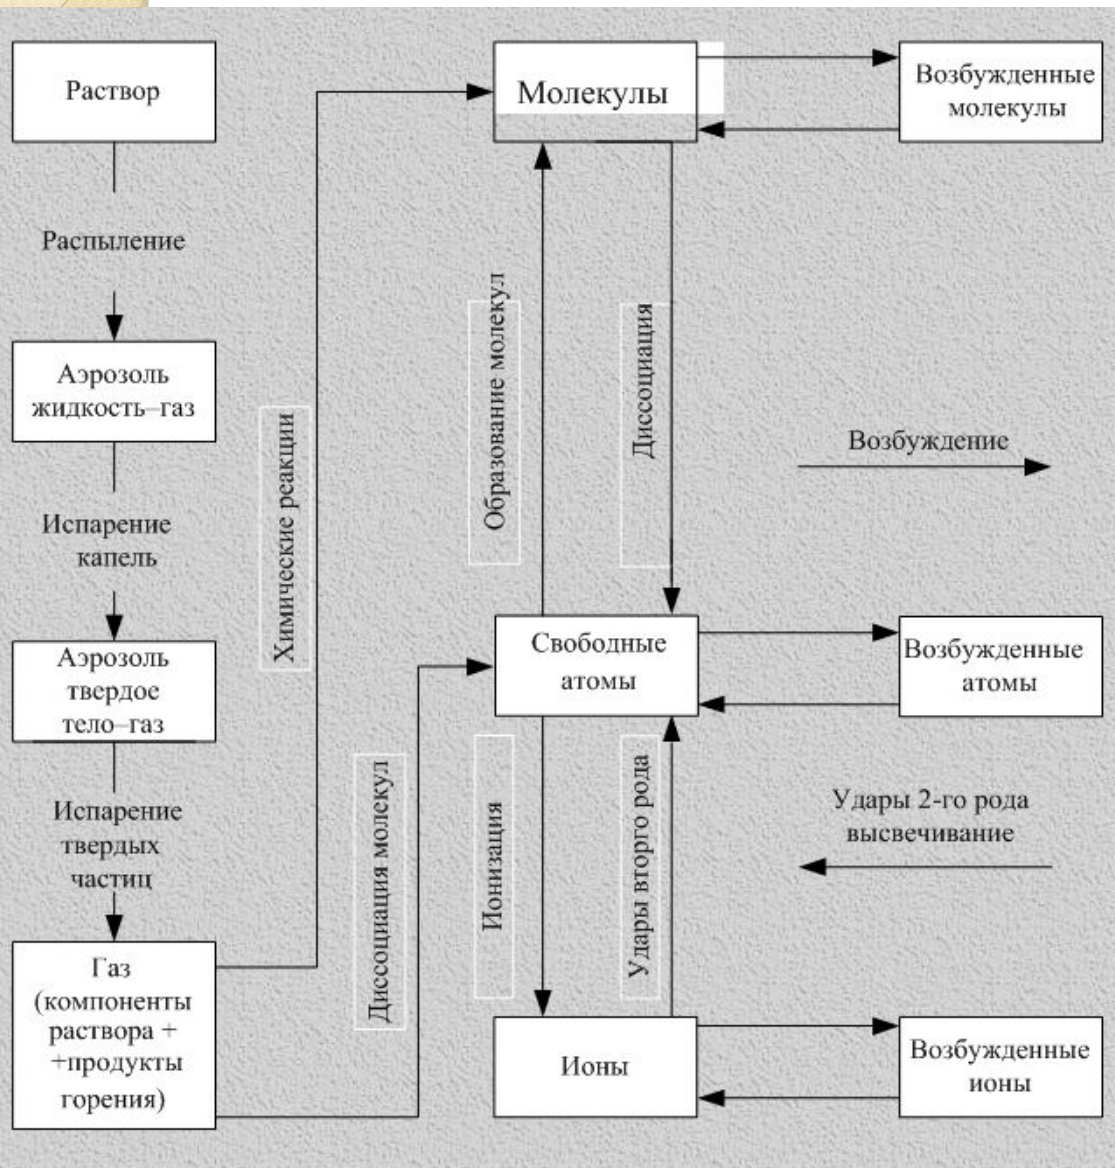 Раствор
Распыление
Аэрозоль
жидкость–газ
Испарение
капель
Аэрозоль
твердое
тело–газ
Испарение
твердых
частиц
Газ
(компоненты
раствора +
+продукты
горения)
Химические реакции
Диссоциация молекул
Молекулы
Образование молекул
Диссоциация
Свободные
атомы
Ионизация
Удары вторго рода
Ионы
Возбужденные
молекулы
Возбуждение
Возбужденные
атомы
Удары 2-го рода
высвечивание
Возбужденные
ионы